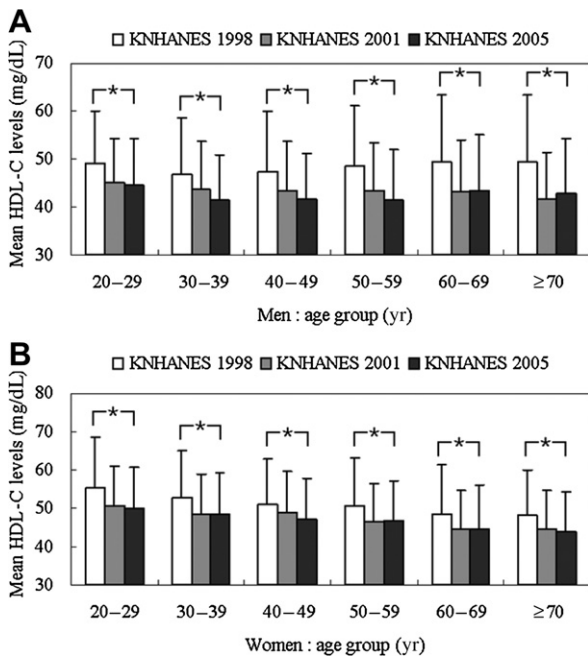 A
KNHANES 1998 KNHANES 2001 KNHANES 2005
Mean HDL-C levels (mg/dL)
70
60
50
40
30
* * * * * *
20–29 30–39 40–49 50–59 60–69 ≥70
Men : age group (yr)
B
KNHANES 1998 KNHANES 2001 KNHANES 2005
Mean HDL-C levels (mg/dL)
80
70
60
50
40
30
* * * * * *
20–29 30–39 40–49 50–59 60–69 ≥70
Women : age group (yr)